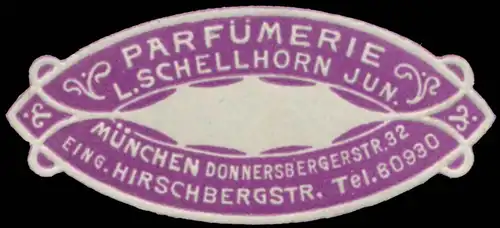 PARFÜMERIE
L. SCHELLHORN JUN.
MÜNCHEN DONNERSBERGERSTR. 32
EING. HIRSCHBERGSTR. Tel. 60930